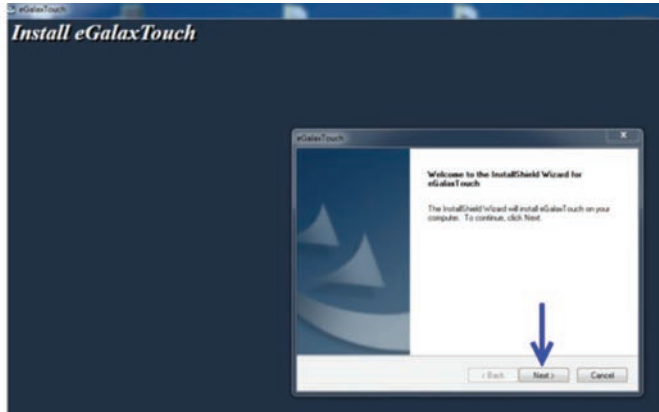 eGalaxTouch
Install eGalaxTouch
eGalaxTouch
X
Welcome to the InstallShield Wizard for
eGalaxTouch
The InstallShield Wizard will install eGalaxTouch on your
computer. To continue, click Next.
< Back
Next >
Cancel